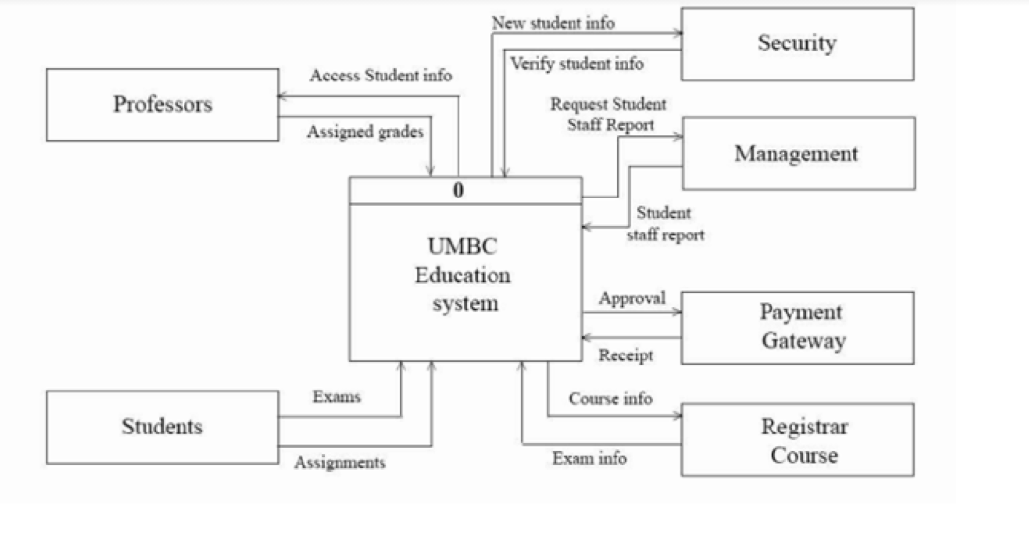 New student info
Security
Verify student info
Access Student info
Professors
Assigned grades
Request Student
Staff Report
Management
0
Student
staff report
UMBC
Education
system
Approval
Payment
Gateway
Receipt
Exams
Students
Assignments
Course info
Registrar
Course
Exam info